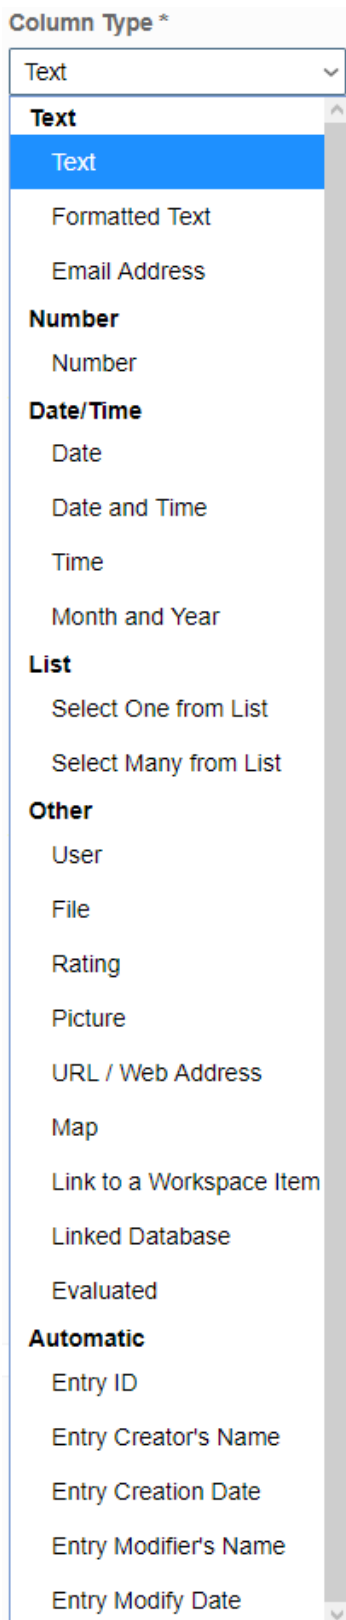 Column Type *
Text
Text
Text
Formatted Text
Email Address
Number
Number
Date/Time
Date
Date and Time
Time
Month and Year
List
Select One from List
Select Many from List
Other
User
File
Rating
Picture
URL / Web Address
Map
Link to a Workspace Item
Linked Database
Evaluated
Automatic
Entry ID
Entry Creator's Name
Entry Creation Date
Entry Modifier's Name
Entry Modify Date